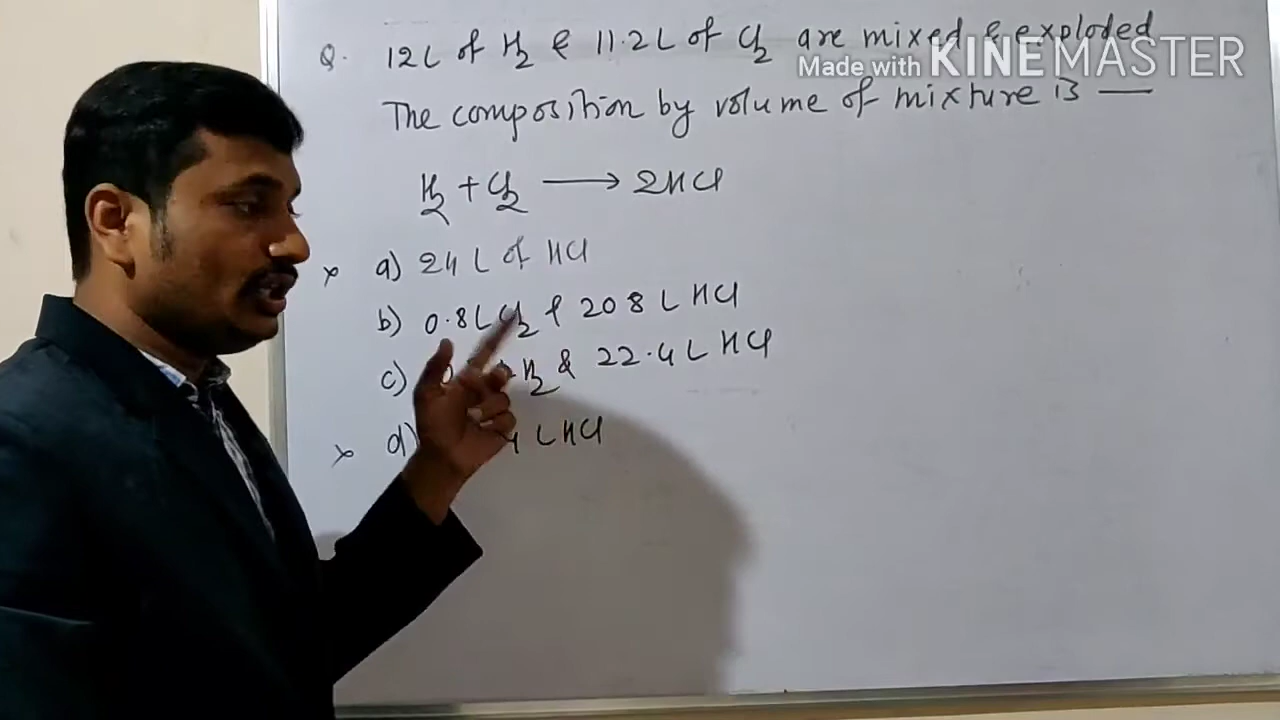 Q. 12L of H2 & 11.2L of Cl2 are mixed & exploded
Made with KINEMASTER
The composition by volume of mixture is —
H2 + Cl2 → 2HCl
x a) 24 L of HCl
b) 0.8L Cl2 & 20 8 L HCl
c) H2 & 22.4 L HCl
x d) L HCl